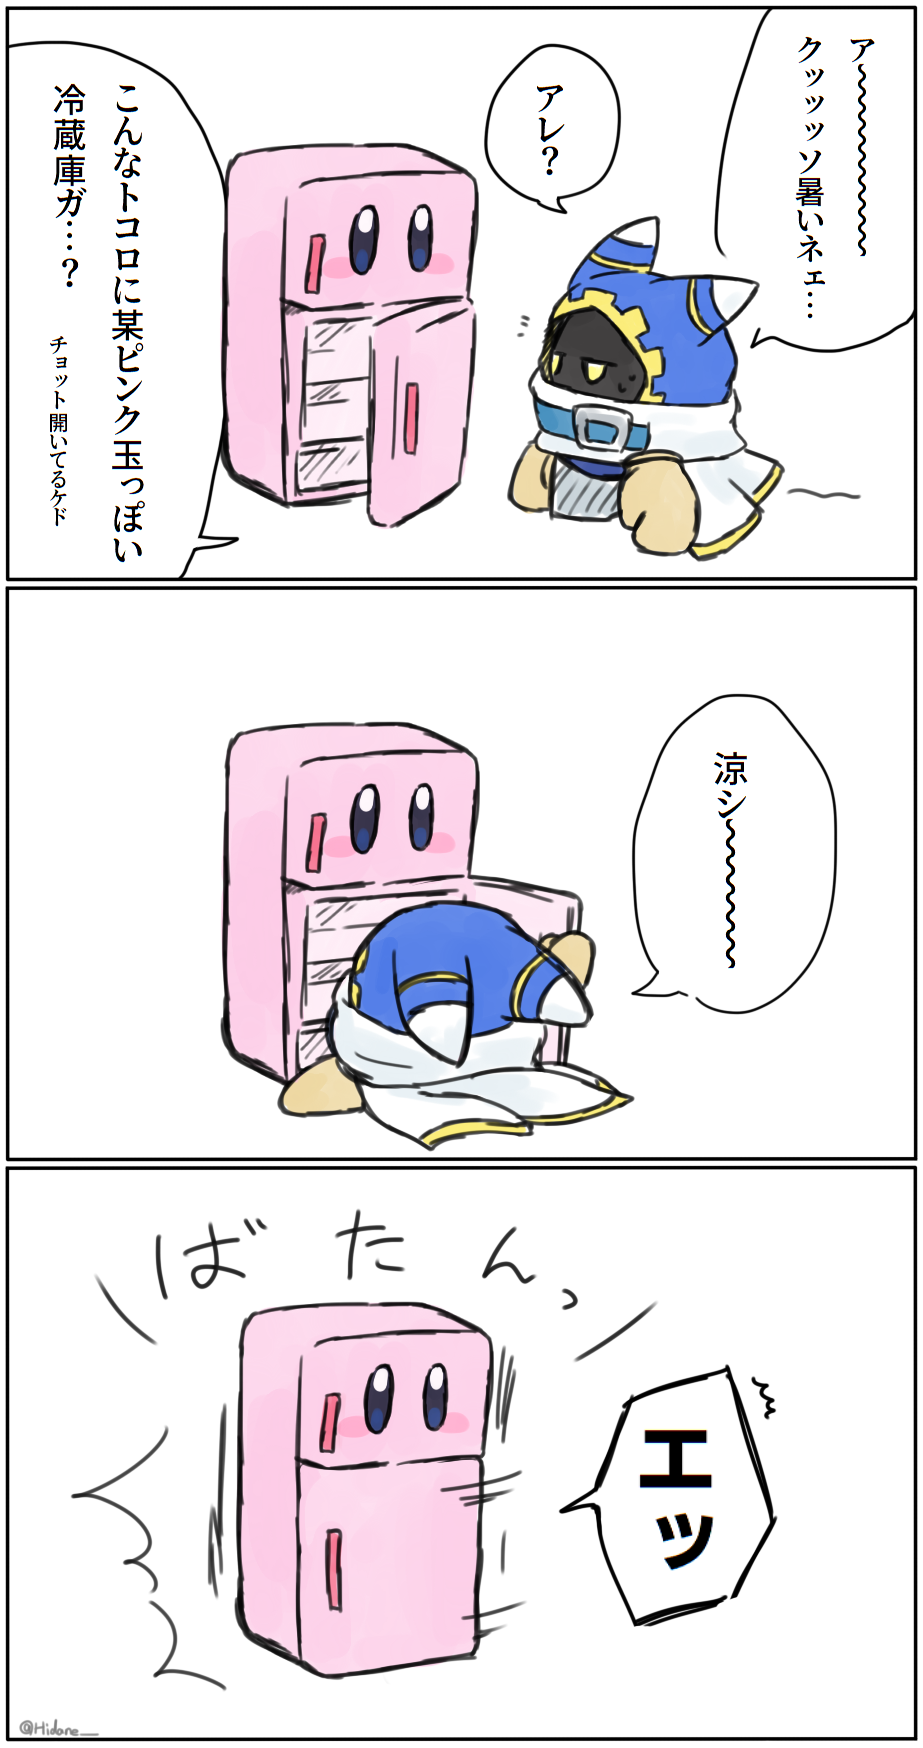 ア〜〜〜〜〜〜〜〜
クッッッソ暑いネェ…
アレ？
こんなトコロに某ピンク玉っぽい
冷蔵庫ガ…？
チョット開いてるケド
涼シ〜〜〜〜〜〜
ばたんっ
エッ
@Hidane__